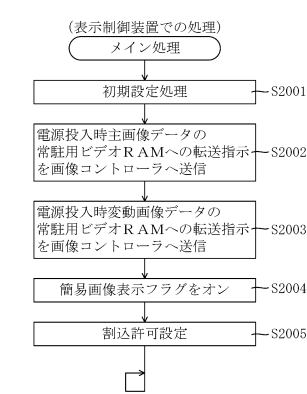 (表示制御装置での処理)
メイン処理
初期設定処理
S2001
電源投入時主画像データの
常駐用ビデオRAMへの転送指示
を画像コントローラへ送信
S2002
電源投入時変動画像データの
常駐用ビデオRAMへの転送指示
を画像コントローラへ送信
S2003
簡易画像表示フラグをオン
S2004
割込許可設定
S2005